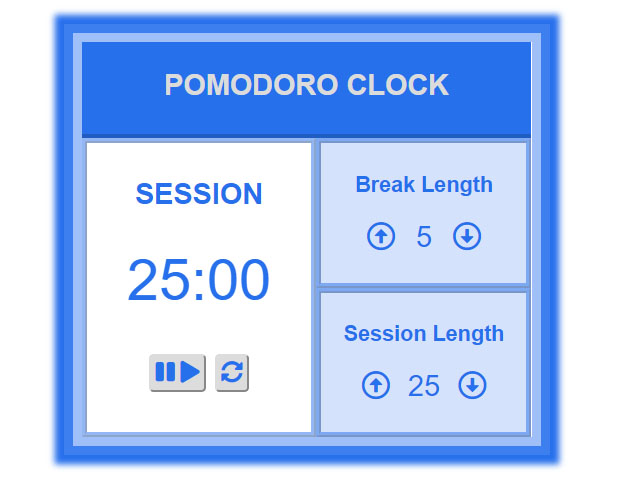 POMODORO CLOCK
SESSION
25:00
Break Length
5
Session Length
25